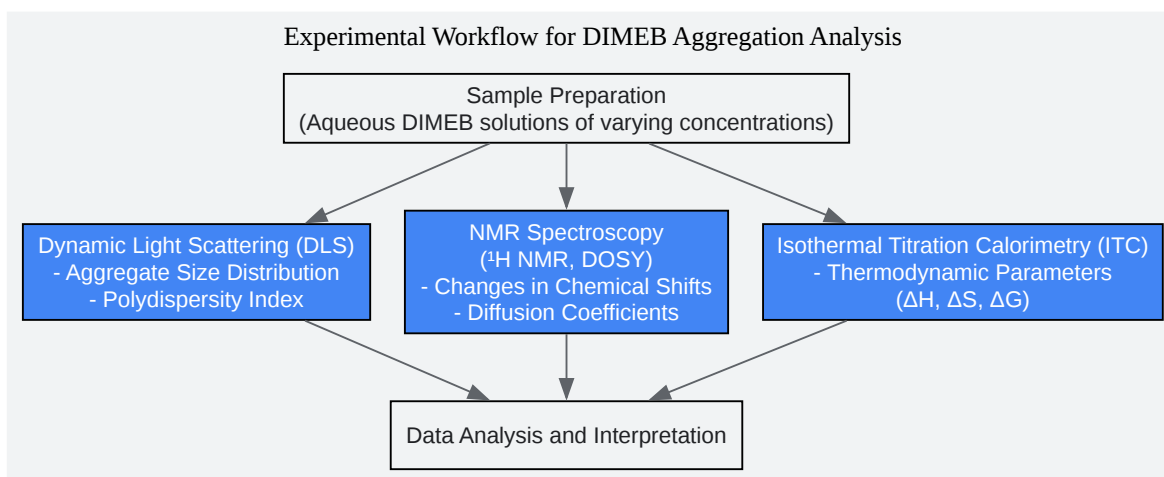 Experimental Workflow for DIMEB Aggregation Analysis
Sample Preparation
(Aqueous DIMEB solutions of varying concentrations)
Dynamic Light Scattering (DLS)
- Aggregate Size Distribution
- Polydispersity Index
NMR Spectroscopy
(¹H NMR, DOSY)
- Changes in Chemical Shifts
- Diffusion Coefficients
Isothermal Titration Calorimetry (ITC)
- Thermodynamic Parameters
(ΔH, ΔS, ΔG)
Data Analysis and Interpretation